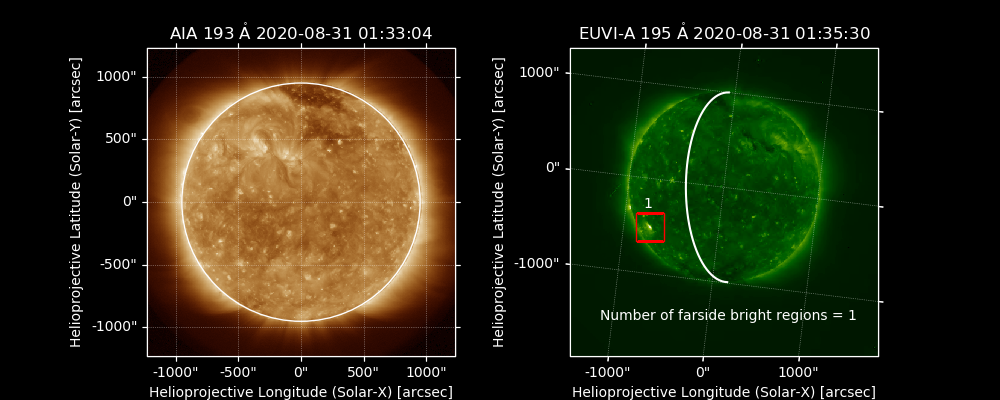 AIA 193 Å 2020-08-31 01:33:04
1000"
500"
0"
-500"
-1000"
-1000"
-500"
0"
500"
1000"
Helioprojective Longitude (Solar-X) [arcsec]
Helioprojective Latitude (Solar-Y) [arcsec]
EUVI-A 195 Å 2020-08-31 01:35:30
1000"
0"
-1000"
1
Number of farside bright regions = 1
-1000"
0"
1000"
Helioprojective Longitude (Solar-X) [arcsec]
Helioprojective Latitude (Solar-Y) [arcsec]